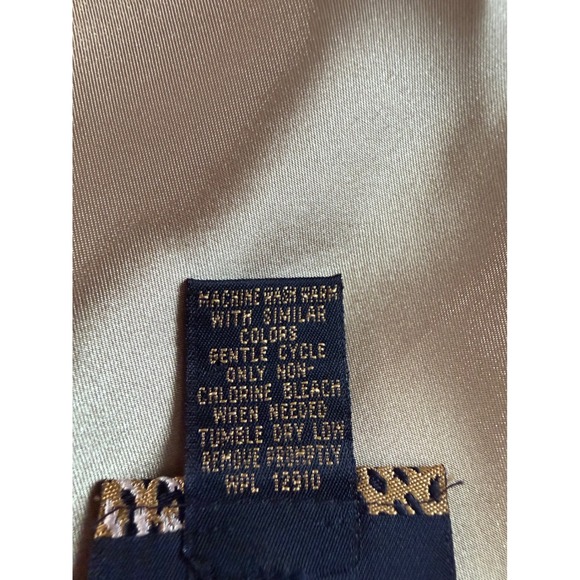 MACHINE WASH WARM
WITH SIMILAR
COLORS
GENTLE CYCLE
ONLY NON-
CHLORINE BLEACH
WHEN NEEDED
TUMBLE DRY LOW
REMOVE PROMPTLY
WPL 12910